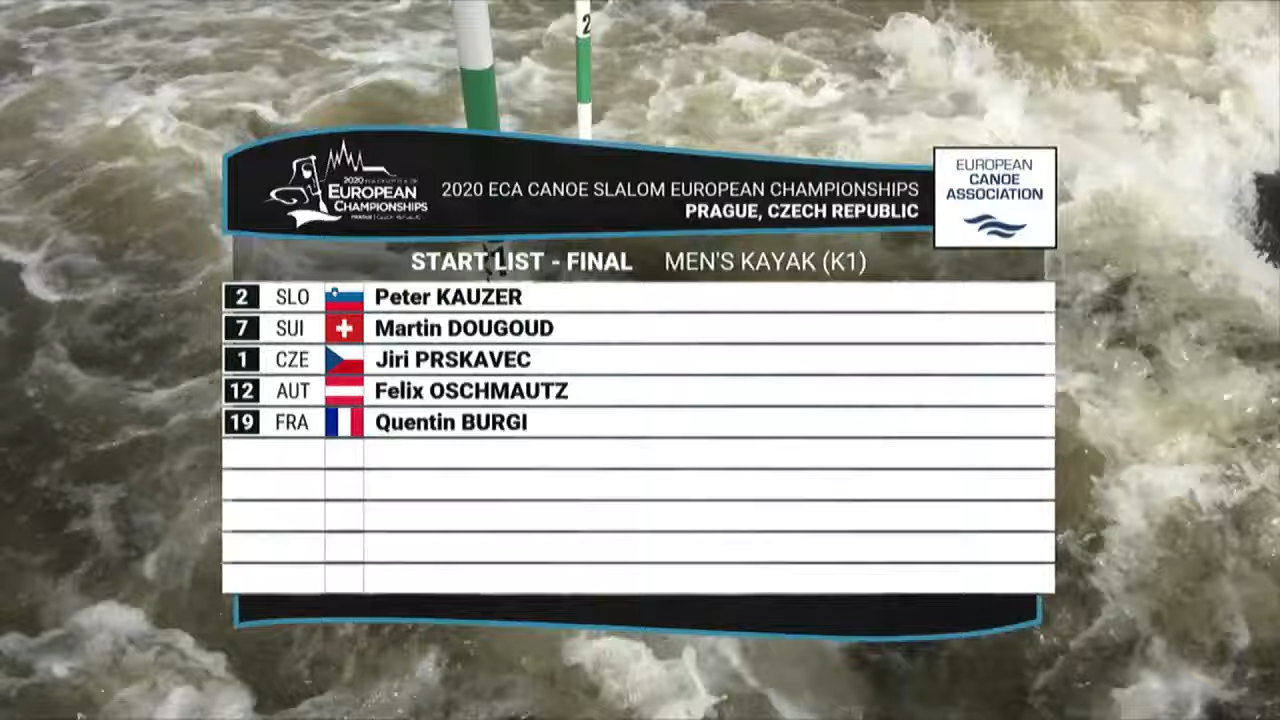 2
2020
EUROPEAN
CHAMPIONSHIPS
2020 ECA CANOE SLALOM EUROPEAN CHAMPIONSHIPS
PRAGUE, CZECH REPUBLIC
EUROPEAN
CANOE
ASSOCIATION
START LIST - FINAL MEN'S KAYAK (K1)
2 SLO Peter KAUZER
7 SUI Martin DOUGOUD
1 CZE Jiri PRSKAVEC
12 AUT Felix OSCHMAUTZ
19 FRA Quentin BURGI